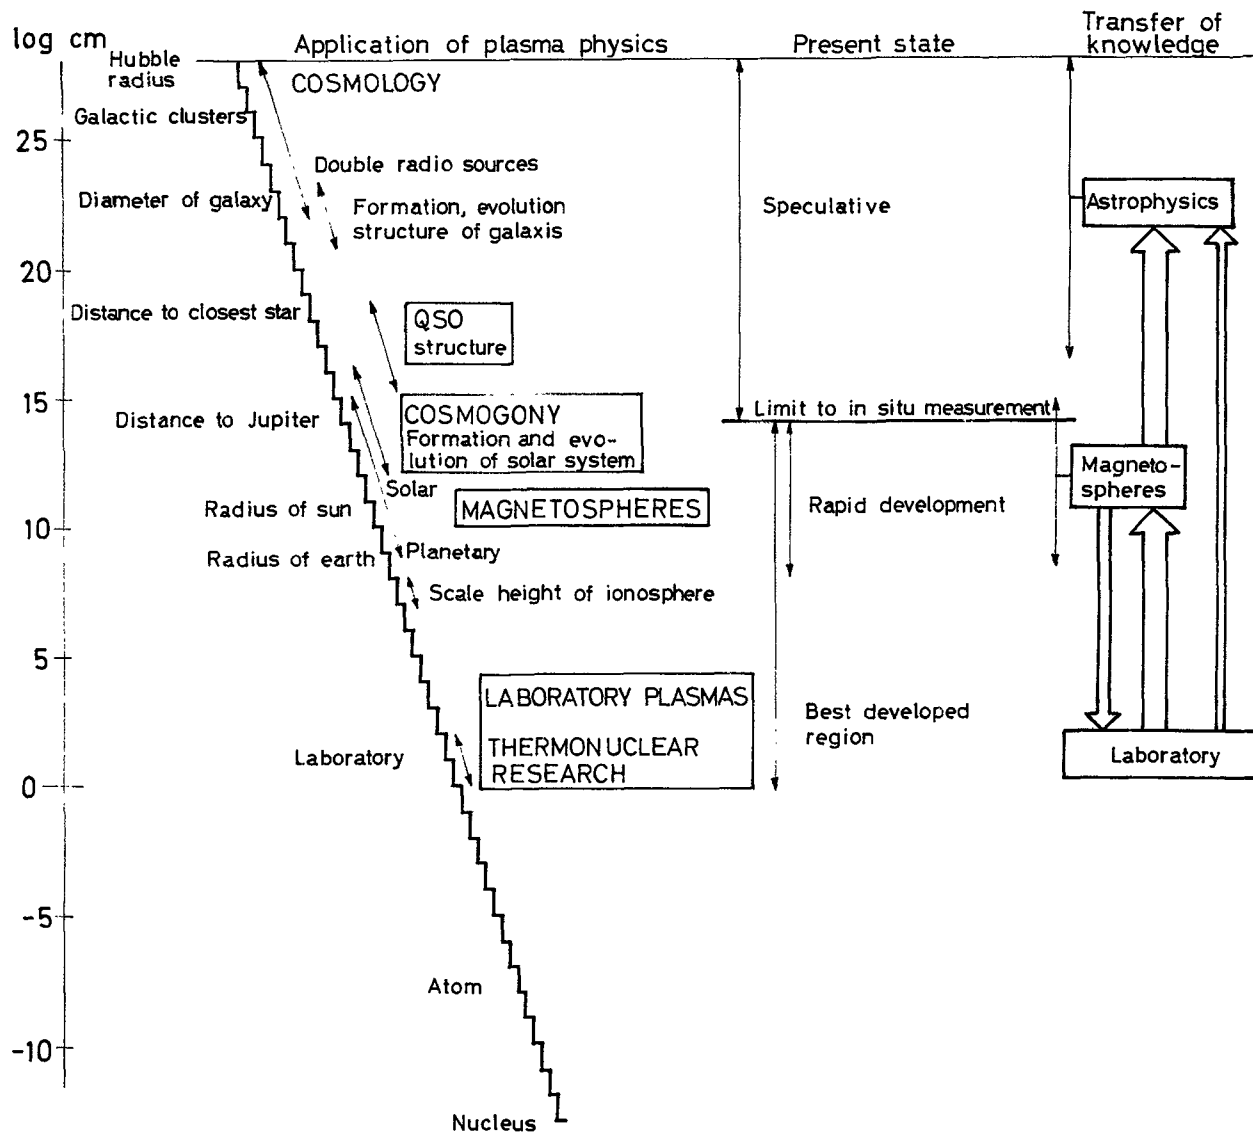 log cm
Application of plasma physics
Present state
Transfer of
knowledge
Hubble
radius
COSMOLOGY
Galactic clusters
25
Double radio sources
Diameter of galaxy
Formation, evolution
structure of galaxis
Speculative
Astrophysics
20
Distance to closest star
QSO
structure
15
Distance to Jupiter
COSMOGONY
Formation and evo-
lution of solar system
Limit to in situ measurement
Magneto-
spheres
Solar
Radius of sun
MAGNETOSPHERES
Rapid development
10
Radius of earth
Planetary
Scale height of ionosphere
5
LABORATORY PLASMAS
THERMONUCLEAR
RESEARCH
Best developed
region
Laboratory
Laboratory
0
-5
Atom
-10
Nucleus